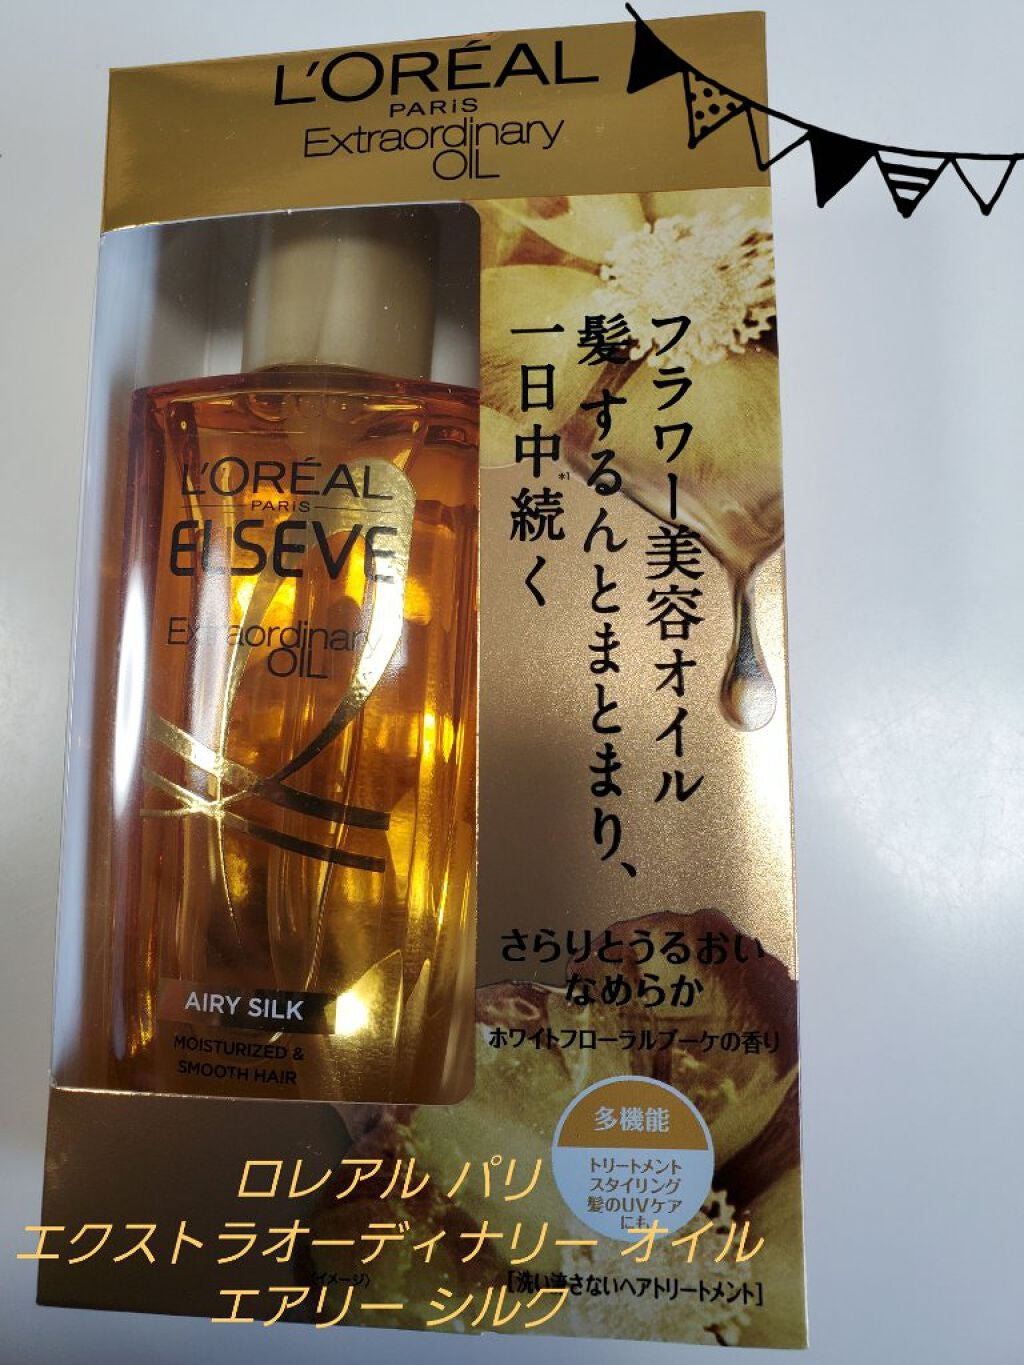 L'ORÉAL
PARIS
Extraordinary
OIL
L'ORÉAL
PARIS
ELSEVE
Extraordinary
OIL
AIRY SILK
MOISTURIZED &
SMOOTH HAIR
フラワー美容オイル
髪するんとまとまり、
一日中続く
*1
さらりとうるおい
なめらか
ホワイトフローラルブーケの香り
多機能
トリートメント
スタイリング
髪のUVケア
にも
〈イメージ〉
[洗い流さないヘアトリートメント]
ロレアル パリ
エクストラオーディナリー オイル
エアリー シルク